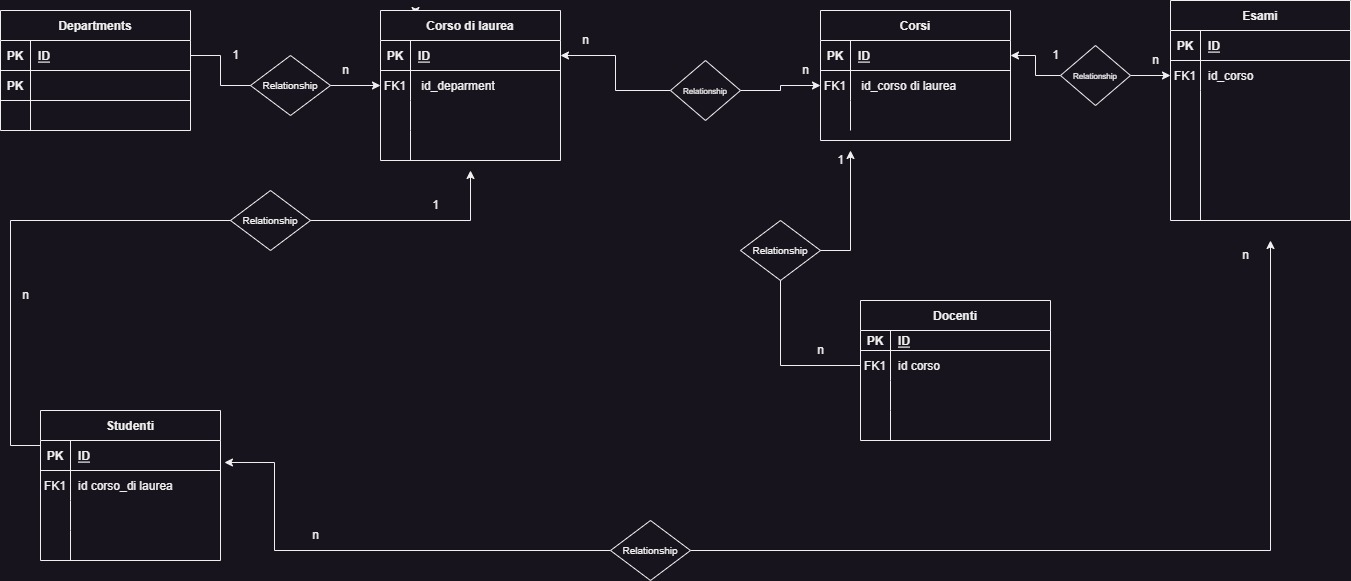 Departments
PK ID
PK
1
Relationship
n
Corso di laurea
PK ID
FK1 id_deparment
n
Relationship
n
Corsi
PK ID
FK1 id_corso di laurea
1
Relationship
n
Esami
PK ID
FK1 id_corso
Relationship
1
n
1
Relationship
n
Docenti
PK ID
FK1 id corso
n
Studenti
PK ID
FK1 id corso_di laurea
n
Relationship